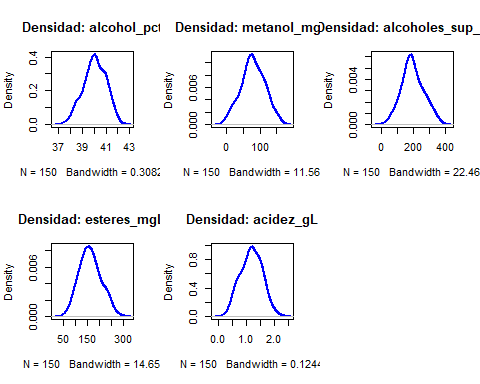 Densidad: alcohol_pct
Density
0.0 0.2 0.4
37 39 41 43
N = 150 Bandwidth = 0.3082
Densidad: metanol_mg
Density
0.000 0.006
0 100
N = 150 Bandwidth = 11.56
Densidad: alcoholes_sup_
Density
0.000 0.004
0 200 400
N = 150 Bandwidth = 22.46
Densidad: esteres_mgl
Density
0.000 0.006
50 150 300
N = 150 Bandwidth = 14.65
Densidad: acidez_gL
Density
0.0 0.4 0.8
0.0 1.0 2.0
N = 150 Bandwidth = 0.1244